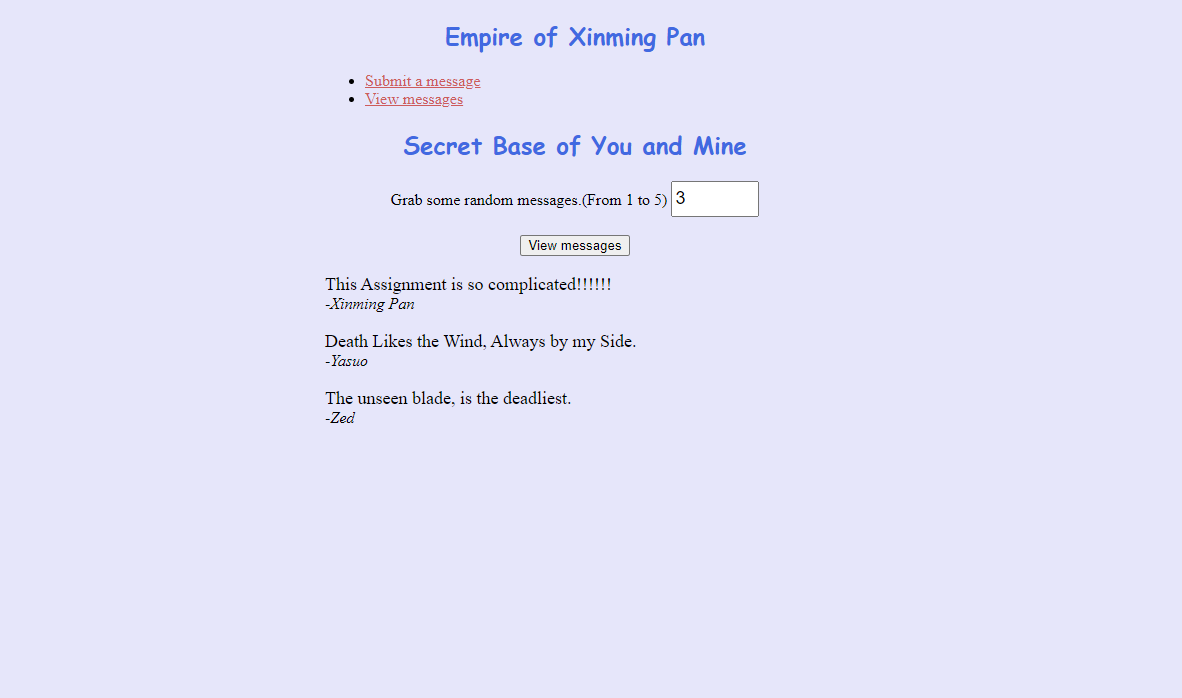 Empire of Xinming Pan
Submit a message
View messages
Secret Base of You and Mine
Grab some random messages.(From 1 to 5) 3
View messages
This Assignment is so complicated!!!!!!
-Xinming Pan
Death Likes the Wind, Always by my Side.
-Yasuo
The unseen blade, is the deadliest.
-Zed